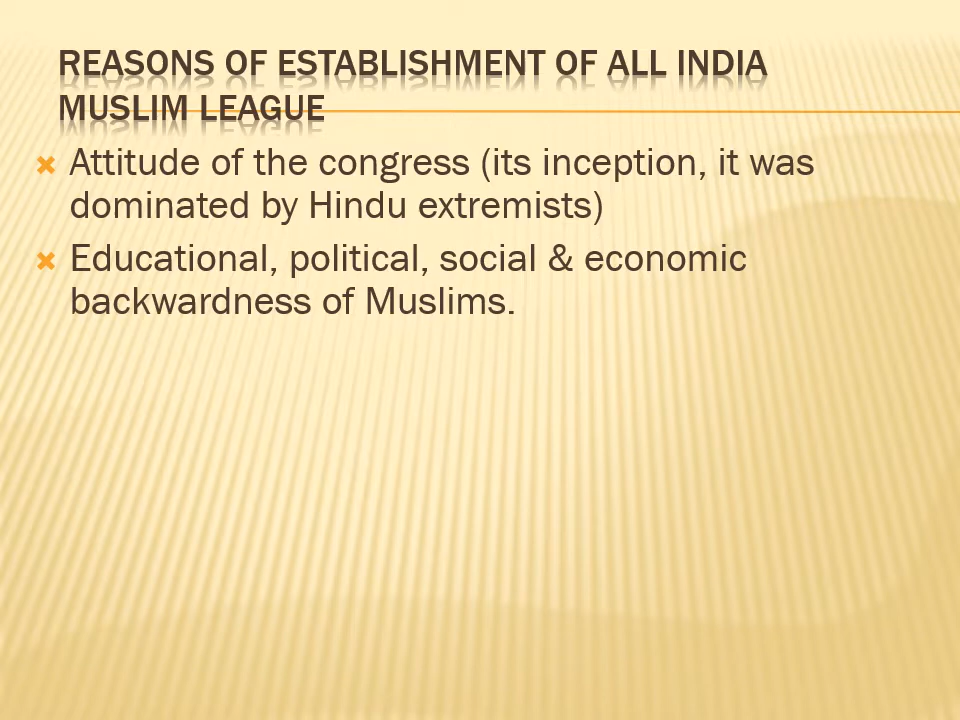 REASONS OF ESTABLISHMENT OF ALL INDIA
MUSLIM LEAGUE
Attitude of the congress (its inception, it was
dominated by Hindu extremists)
Educational, political, social & economic
backwardness of Muslims.